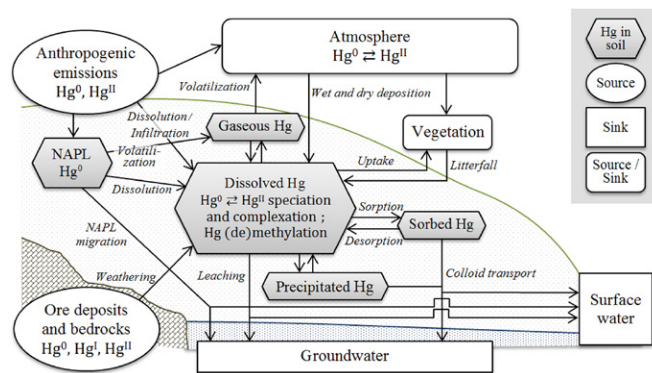 Anthropogenic
emissions
Hg⁰, Hgᴵᴵ
Atmosphere
Hg⁰ ⇄ Hgᴵᴵ
Hg in
soil
Source
Sink
Source /
Sink
Volatilization
Wet and dry deposition
Dissolution/
Infiltration
Gaseous Hg
Vegetation
Volatili-
zation
NAPL
Hg⁰
Dissolution
Uptake
Litterfall
Dissolved Hg
Hg⁰ ⇄ Hgᴵᴵ speciation
and complexation ;
Hg (de)methylation
Sorption
Sorbed Hg
Desorption
NAPL
migration
Weathering
Leaching
Precipitated Hg
Colloid transport
Ore deposits
and bedrocks
Hg⁰, Hgᴵ, Hgᴵᴵ
Surface
water
Groundwater